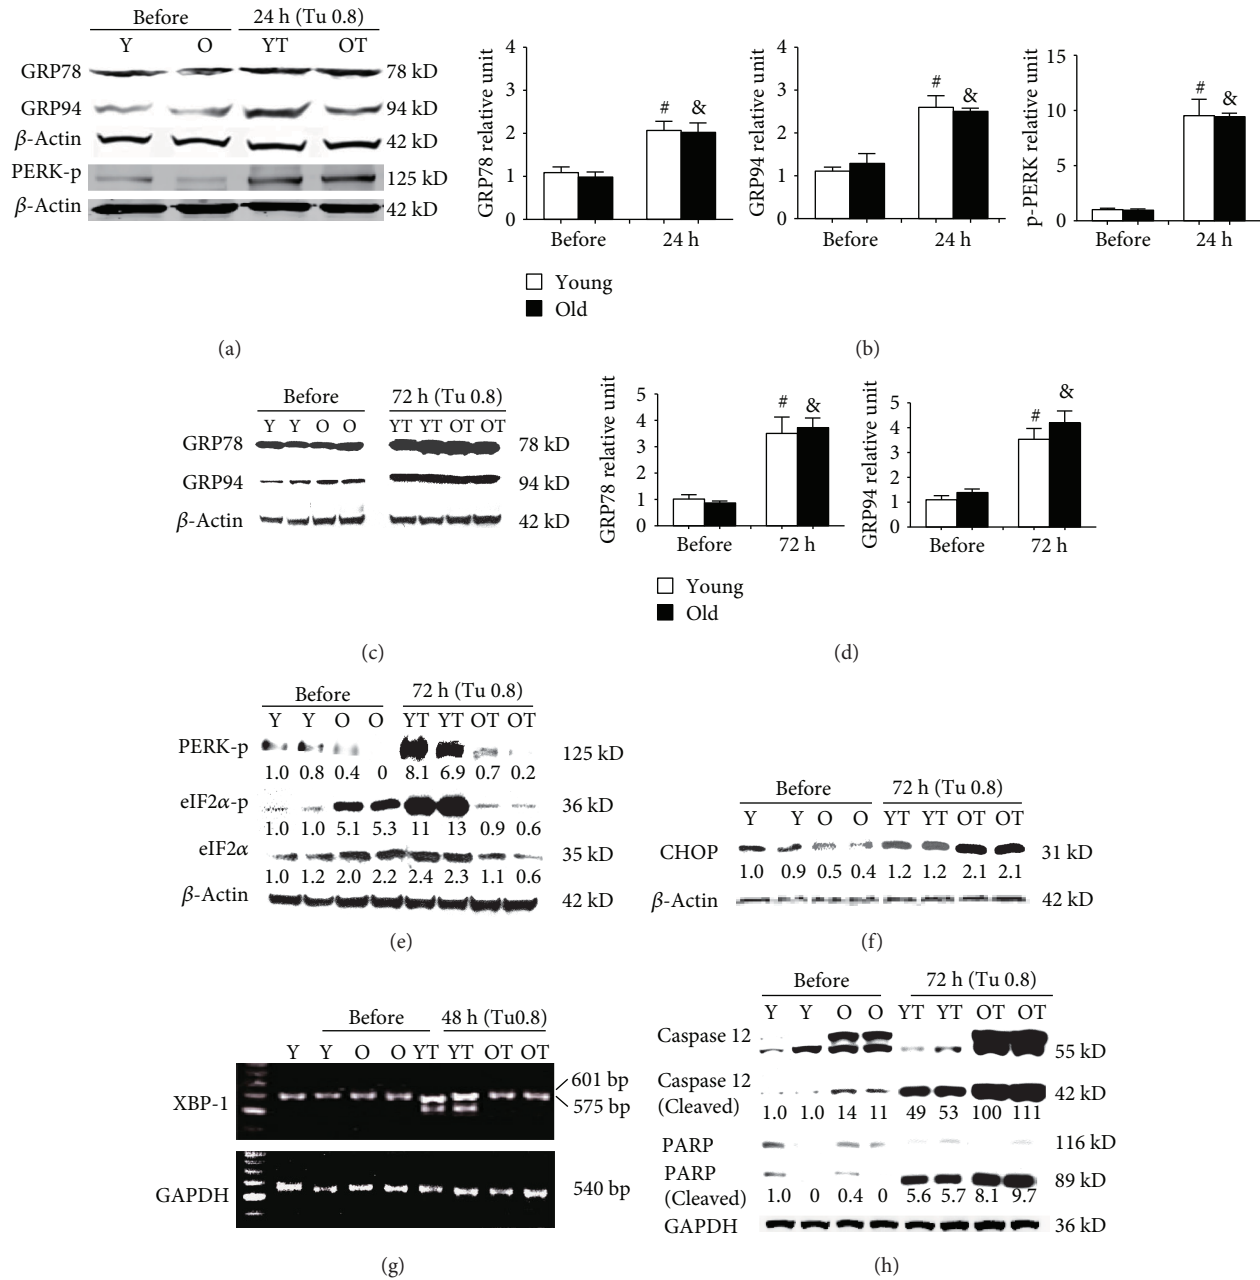 Before 24 h (Tu 0.8)
Y O YT OT
GRP78 78 kD
GRP94 94 kD
β-Actin 42 kD
PERK-p 125 kD
β-Actin 42 kD
(a)
GRP78 relative unit
4
3
2
1
0
# &
Before 24 h
GRP94 relative unit
4
3
2
1
0
# &
Before 24 h
p-PERK relative unit
15
10
5
0
# &
Before 24 h
Young
Old
(b)
Before 72 h (Tu 0.8)
Y Y O O YT YT OT OT
GRP78 78 kD
GRP94 94 kD
β-Actin 42 kD
(c)
GRP78 relative unit
5
4
3
2
1
0
# &
Before 72 h
GRP94 relative unit
5
4
3
2
1
0
# &
Before 72 h
Young
Old
(d)
Before 72 h (Tu 0.8)
Y Y O O YT YT OT OT
PERK-p 125 kD
1.0 0.8 0.4 0 8.1 6.9 0.7 0.2
eIF2α-p 36 kD
1.0 1.0 5.1 5.3 11 13 0.9 0.6
eIF2α 35 kD
1.0 1.2 2.0 2.2 2.4 2.3 1.1 0.6
β-Actin 42 kD
(e)
Before 72 h (Tu 0.8)
Y Y O O YT YT OT OT
CHOP 31 kD
1.0 0.9 0.5 0.4 1.2 1.2 2.1 2.1
β-Actin 42 kD
(f)
Before 48 h (Tu0.8)
Y Y O O YT YT OT OT
601 bp
XBP-1
575 bp
GAPDH 540 bp
(g)
Before 72 h (Tu 0.8)
Y Y O O YT YT OT OT
Caspase 12 55 kD
Caspase 12 42 kD
(Cleaved)
1.0 1.0 14 11 49 53 100 111
PARP 116 kD
PARP 89 kD
(Cleaved)
1.0 0 0.4 0 5.6 5.7 8.1 9.7
GAPDH 36 kD
(h)